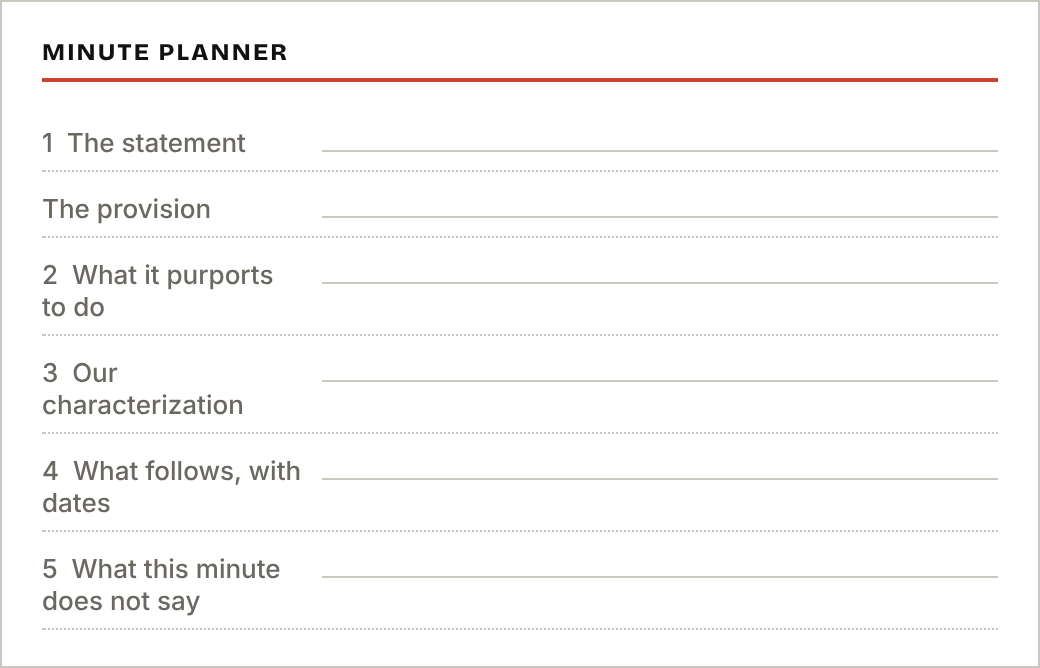 MINUTE PLANNER
1 The statement
The provision
2 What it purports
to do
3 Our
characterization
4 What follows, with
dates
5 What this minute
does not say